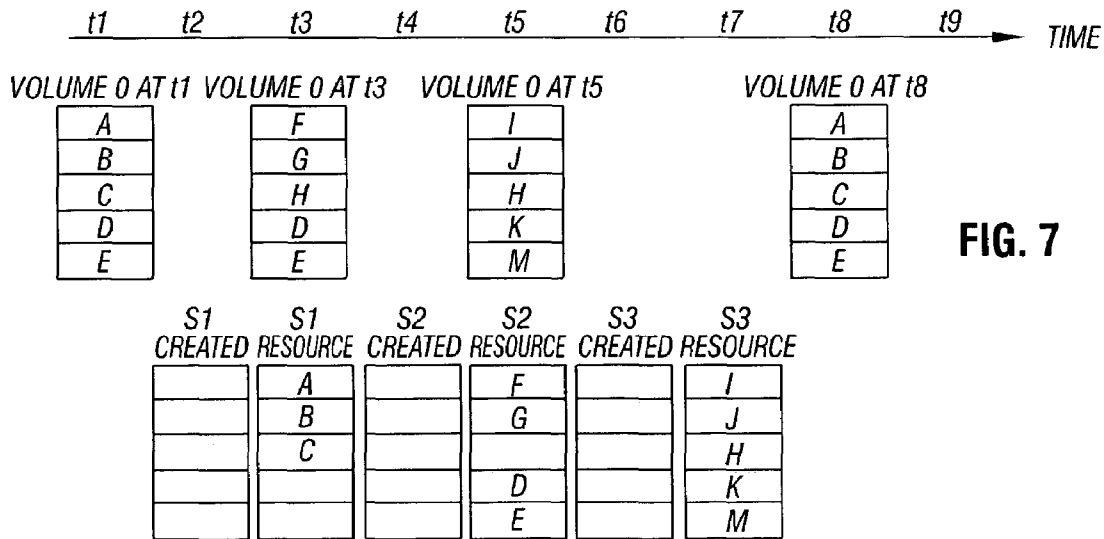 t1 t2 t3 t4 t5 t6 t7 t8 t9 TIME
VOLUME 0 AT t1 VOLUME 0 AT t3 VOLUME 0 AT t5 VOLUME 0 AT t8
A F I A
B G J B
C H H C
D D K D
E E M E
FIG. 7
S1 S1 S2 S2 S3 S3
CREATED RESOURCE CREATED RESOURCE CREATED RESOURCE
A F I
B G J
C H
D K
E M